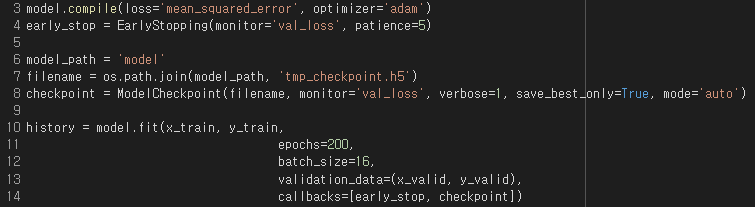 3 model.compile(loss='mean_squared_error', optimizer='adam')
4 early_stop = EarlyStopping(monitor='val_loss', patience=5)
5
6 model_path = 'model'
7 filename = os.path.join(model_path, 'tmp_checkpoint.h5')
8 checkpoint = ModelCheckpoint(filename, monitor='val_loss', verbose=1, save_best_only=True, mode='auto')
9
10 history = model.fit(x_train, y_train,
11                                     epochs=200,
12                                     batch_size=16,
13                                     validation_data=(x_valid, y_valid),
14                                     callbacks=[early_stop, checkpoint])